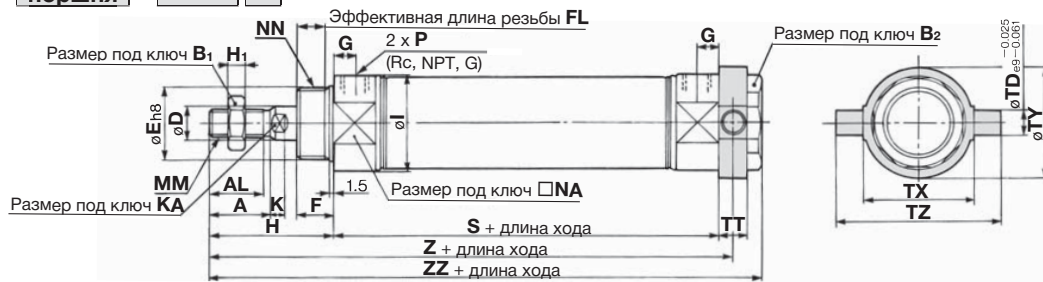 поршня
Эффективная длина резьбы FL
NN
G
2 x P
(Rc, NPT, G)
G
Размер под ключ B2
Размер под ключ B1
H1
øTDe9 −0.025 −0.061
øEh8
øD
øI
øTY
MM
AL
K
1.5
Размер под ключ □NA
Размер под ключ KA
A
F
TX
H
S + длина хода
TT
TZ
Z + длина хода
ZZ + длина хода